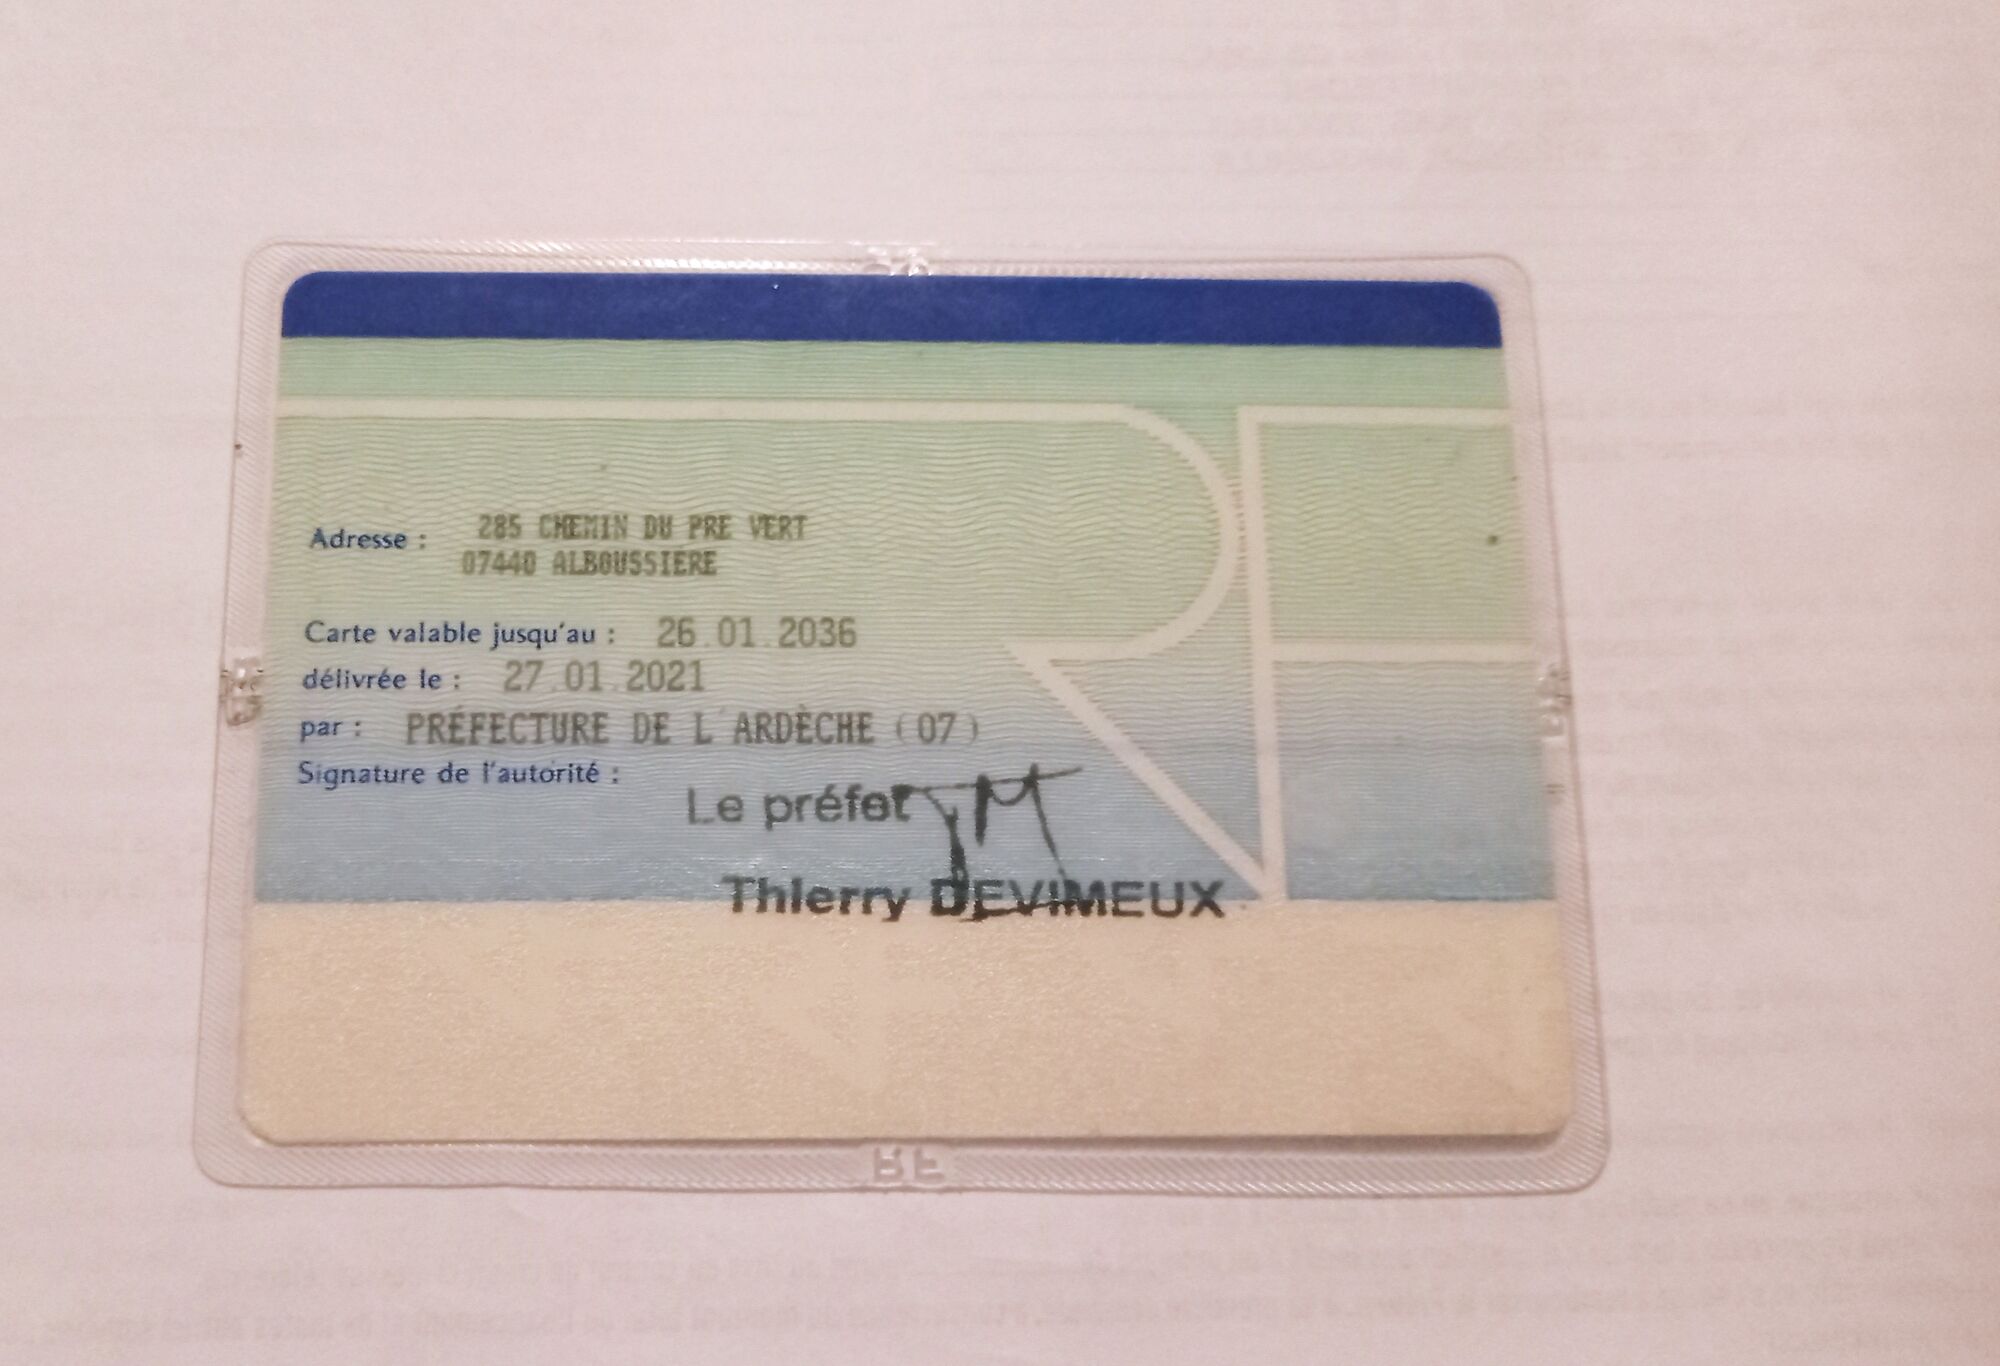 Adresse : 285 CHEMIN DU PRE VERT
07440 ALBOUSSIERE
Carte valable jusqu'au : 26.01.2036
délivrée le : 27.01.2021
par : PRÉFECTURE DE L'ARDÈCHE (07)
Signature de l'autorité :
Le préfet
Thierry DEVIMEUX
RF